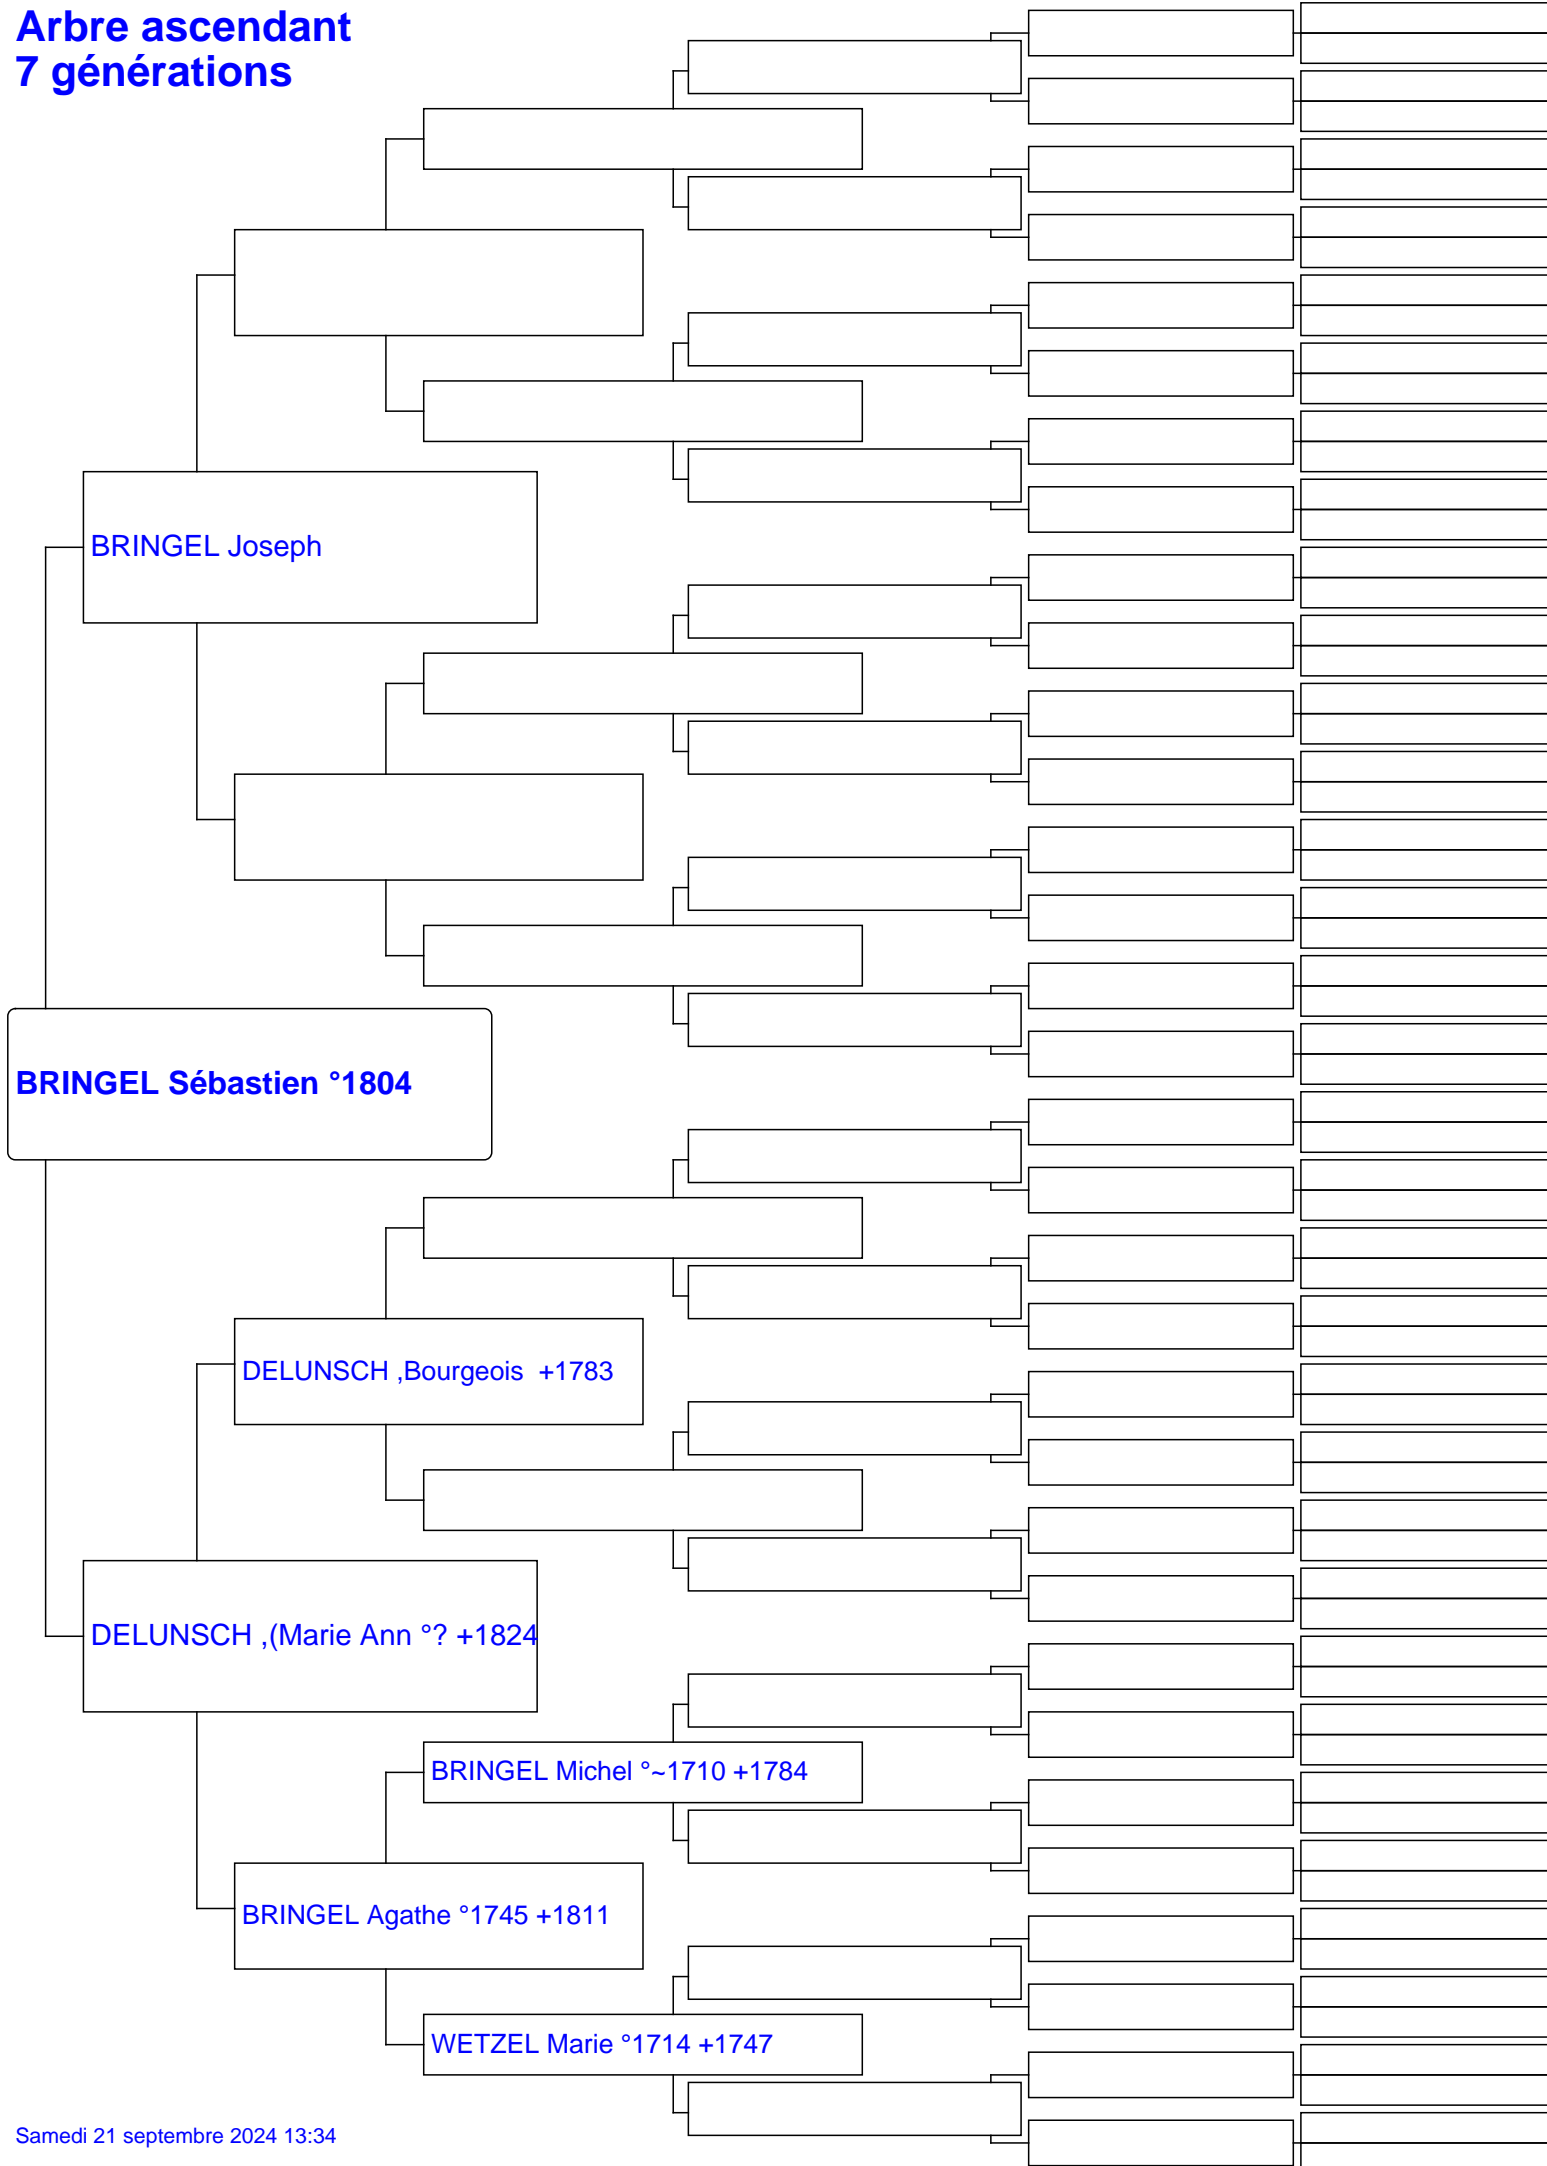 Arbre ascendant
7 générations
BRINGEL Joseph
BRINGEL Sébastien °1804
DELUNSCH ,Bourgeois  +1783
DELUNSCH ,(Marie Ann °? +1824
BRINGEL Michel °~1710 +1784
BRINGEL Agathe °1745 +1811
WETZEL Marie °1714 +1747
Samedi 21 septembre 2024 13:34